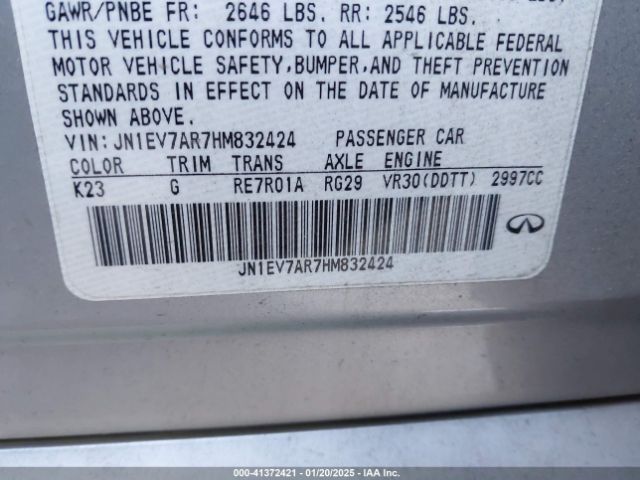 GAWR/PNBE FR: 2646 LBS. RR: 2546 LBS.
THIS VEHICLE CONFORMS TO ALL APPLICABLE FEDERAL
MOTOR VEHICLE SAFETY,BUMPER,AND THEFT PREVENTION
STANDARDS IN EFFECT ON THE DATE OF MANUFACTURE
SHOWN ABOVE.
VIN:JN1EV7AR7HM832424 PASSENGER CAR
COLOR TRIM TRANS AXLE ENGINE
K23 G RE7R01A RG29 VR30(DDTT) 2997CC
JN1EV7AR7HM832424
000-41372421 - 01/20/2025 - IAA Inc.